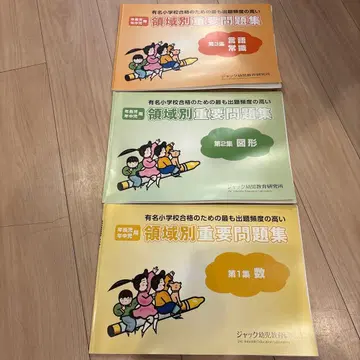 有名小学校合格のための最も出題頻度の高い
領域別重要問題集
第3集 言語
常識
ジャック幼児教育研究所
有名小学校合格のための最も出題頻度の高い
領域別重要問題集
第2集 図形
ジャック幼児教育研究所
有名小学校合格のための最も出題頻度の高い
領域別重要問題集
第1集 数
ジャック幼児教育